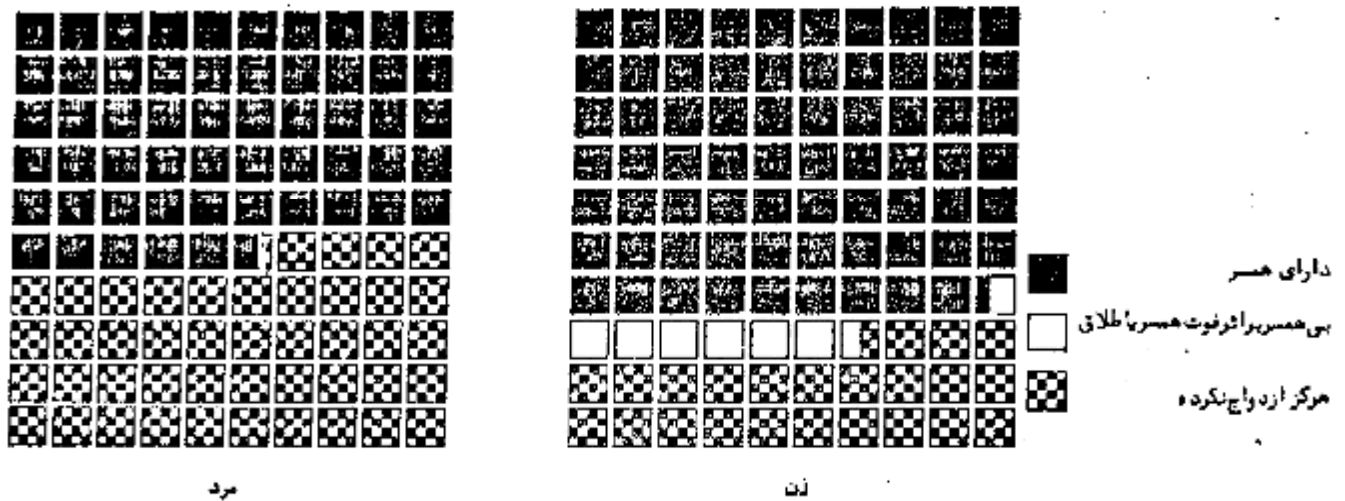 دارای همسر
بی همسر بر اثر فوت همسر یا طلاق
هرگز ازدواج نکرده
زن
مرد